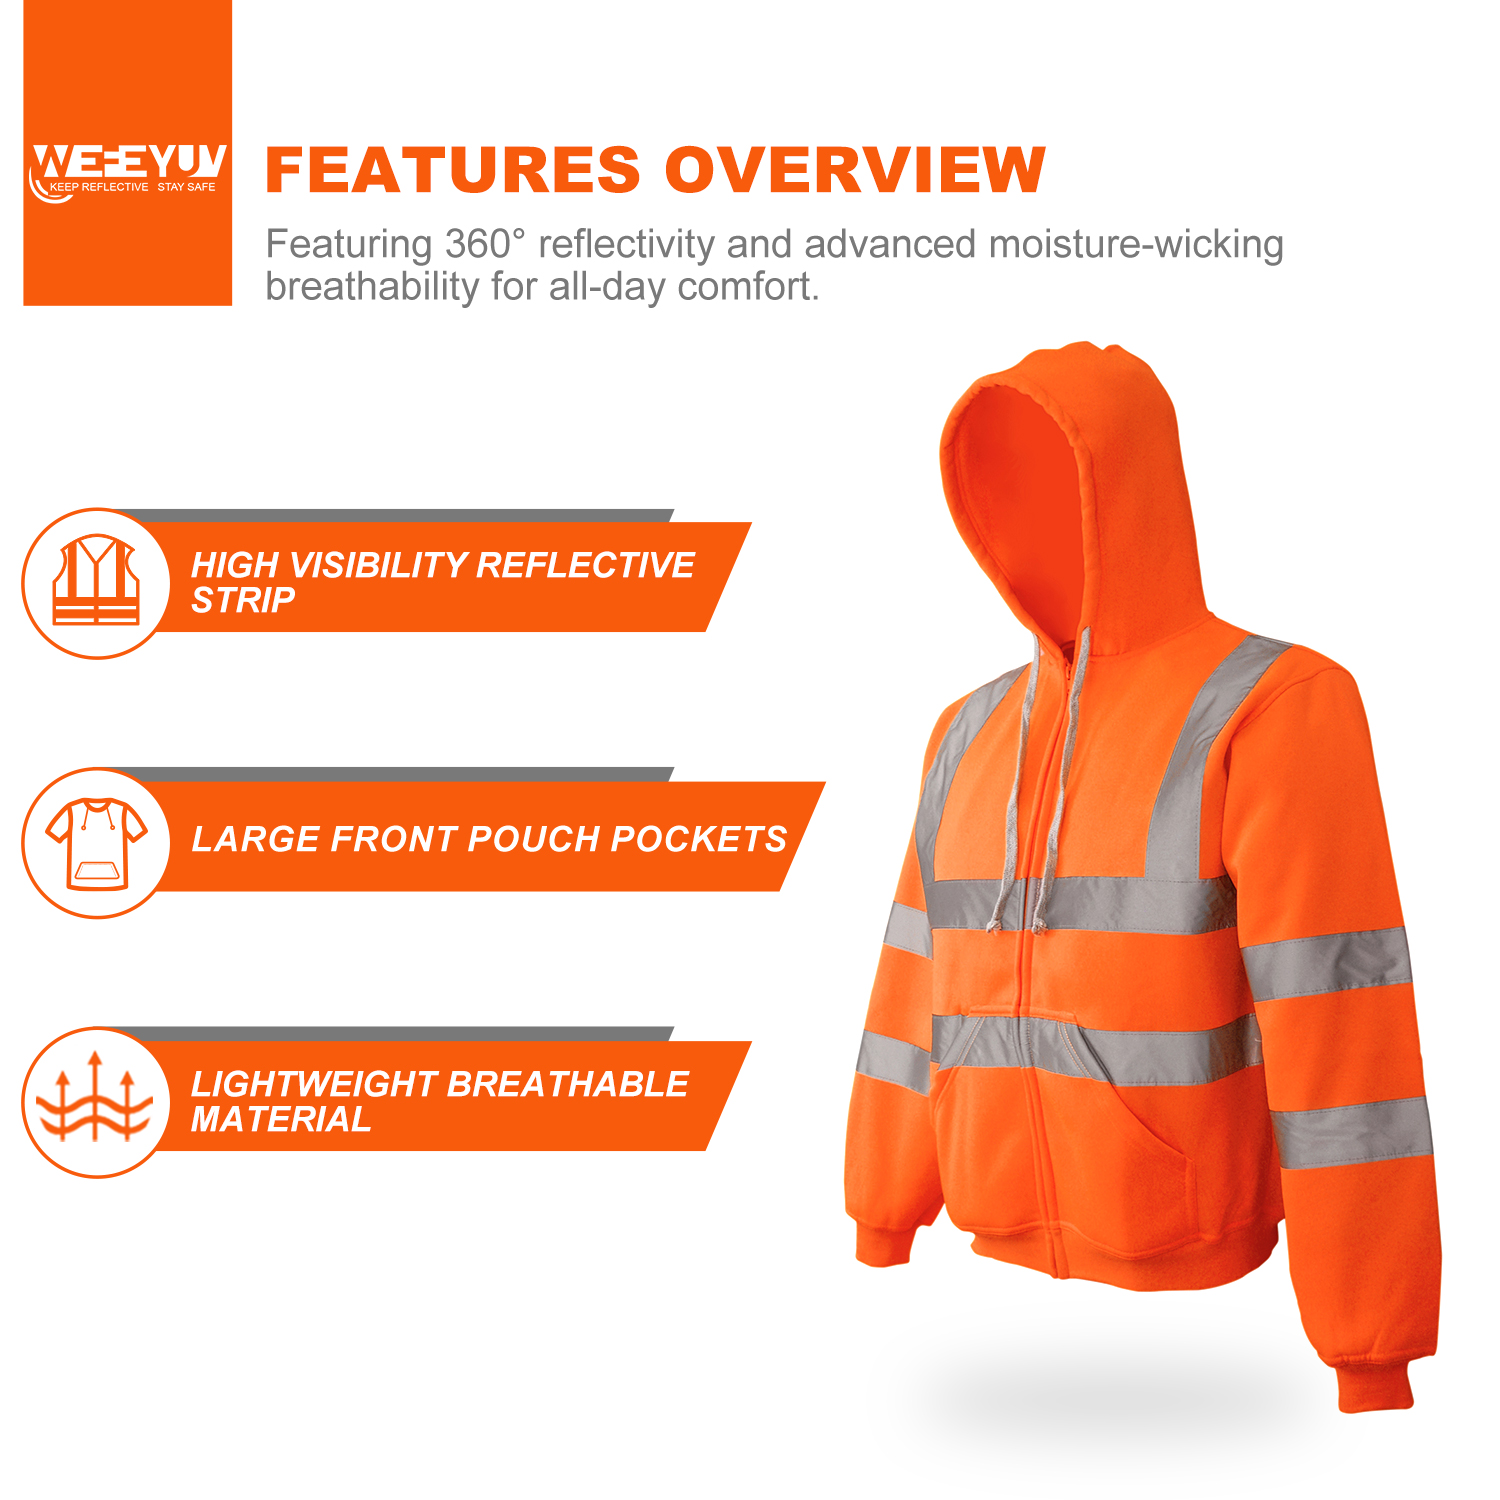 WEFEYUV
KEEP REFLECTIVE STAY SAFE
FEATURES OVERVIEW
Featuring 360° reflectivity and advanced moisture-wicking
breathability for all-day comfort.
HIGH VISIBILITY REFLECTIVE
STRIP
LARGE FRONT POUCH POCKETS
LIGHTWEIGHT BREATHABLE
MATERIAL